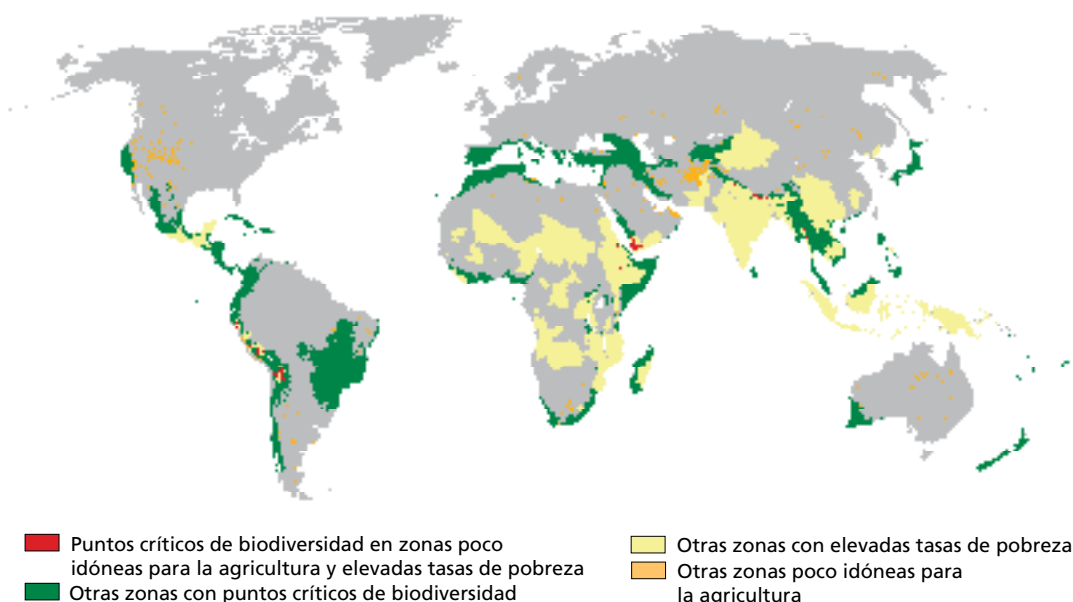 Puntos críticos de biodiversidad en zonas poco
idóneas para la agricultura y elevadas tasas de pobreza
Otras zonas con puntos críticos de biodiversidad
Otras zonas con elevadas tasas de pobreza
Otras zonas poco idóneas para
la agricultura